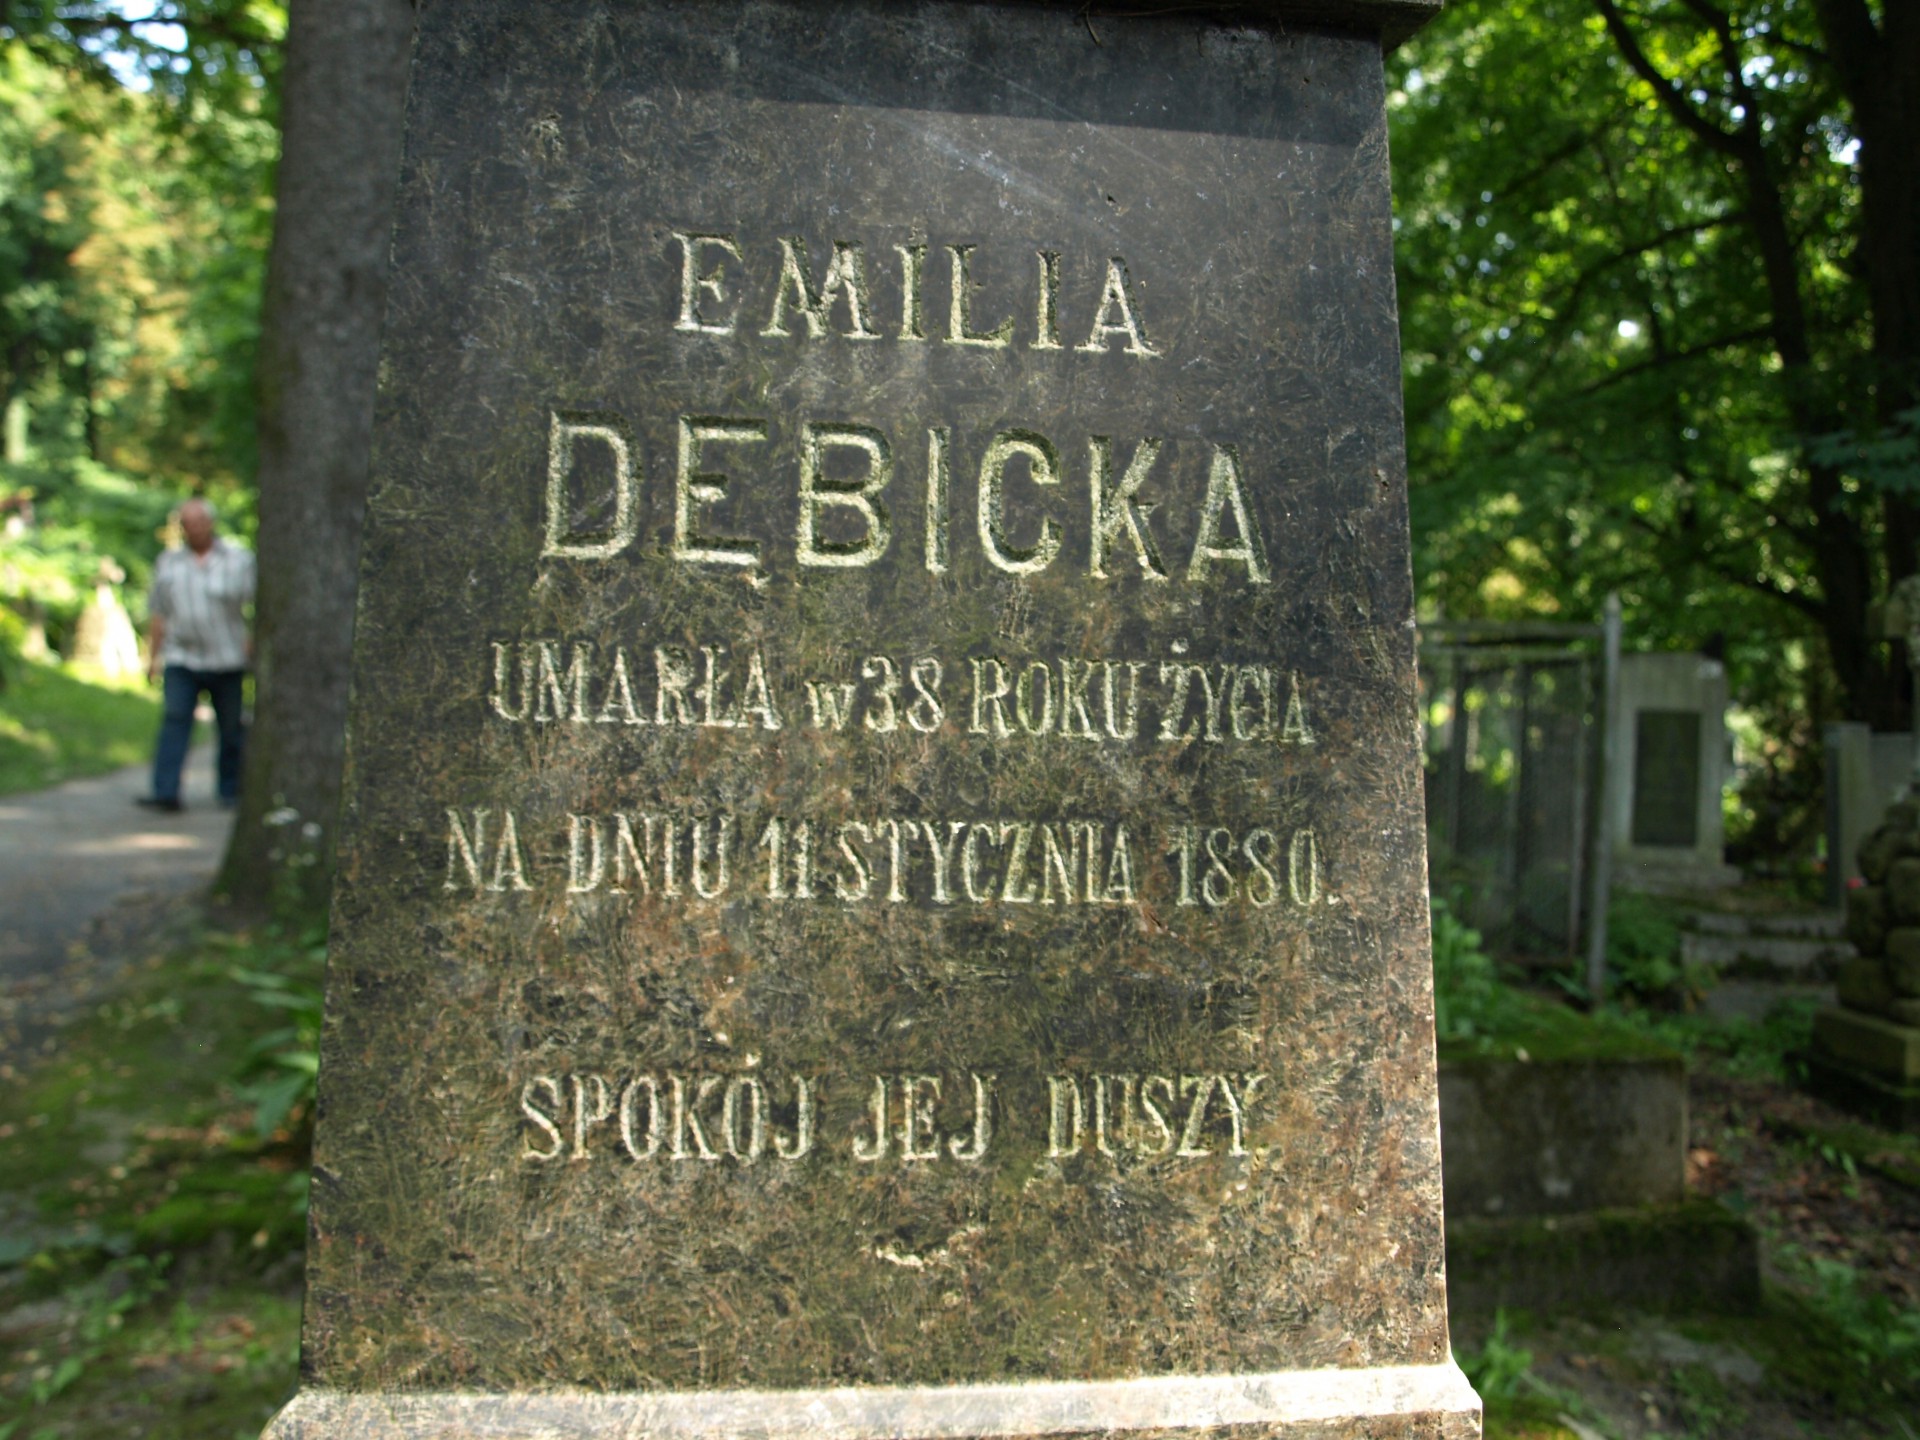 EMILIA
DĘBICKA
UMARŁA w 38 ROKU ŻYCIA
NA DNIU 11 STYCZNIA 1880.
SPOKÓJ JEJ DUSZY.